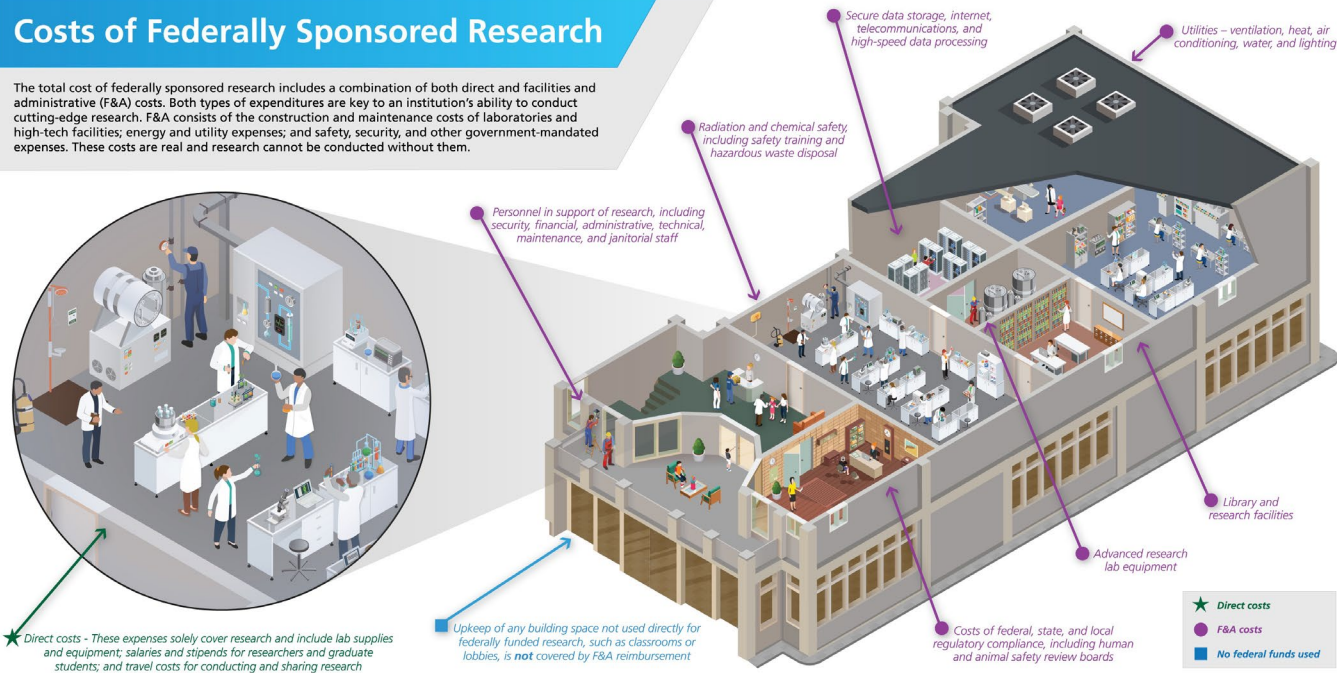 Costs of Federally Sponsored Research
The total cost of federally sponsored research includes a combination of both direct and facilities and
administrative (F&A) costs. Both types of expenditures are key to an institution’s ability to conduct
cutting-edge research. F&A consists of the construction and maintenance costs of laboratories and
high-tech facilities; energy and utility expenses; and safety, security, and other government-mandated
expenses. These costs are real and research cannot be conducted without them.
Secure data storage, internet,
telecommunications, and
high-speed data processing
Utilities – ventilation, heat, air
conditioning, water, and lighting
Radiation and chemical safety,
including safety training and
hazardous waste disposal
Personnel in support of research, including
security, financial, administrative, technical,
maintenance, and janitorial staff
Library and
research facilities
Advanced research
lab equipment
Costs of federal, state, and local
regulatory compliance, including human
and animal safety review boards
Upkeep of any building space not used directly for
federally funded research, such as classrooms or
lobbies, is not covered by F&A reimbursement
Direct costs - These expenses solely cover research and include lab supplies
and equipment; salaries and stipends for researchers and graduate
students; and travel costs for conducting and sharing research
Direct costs
F&A costs
No federal funds used